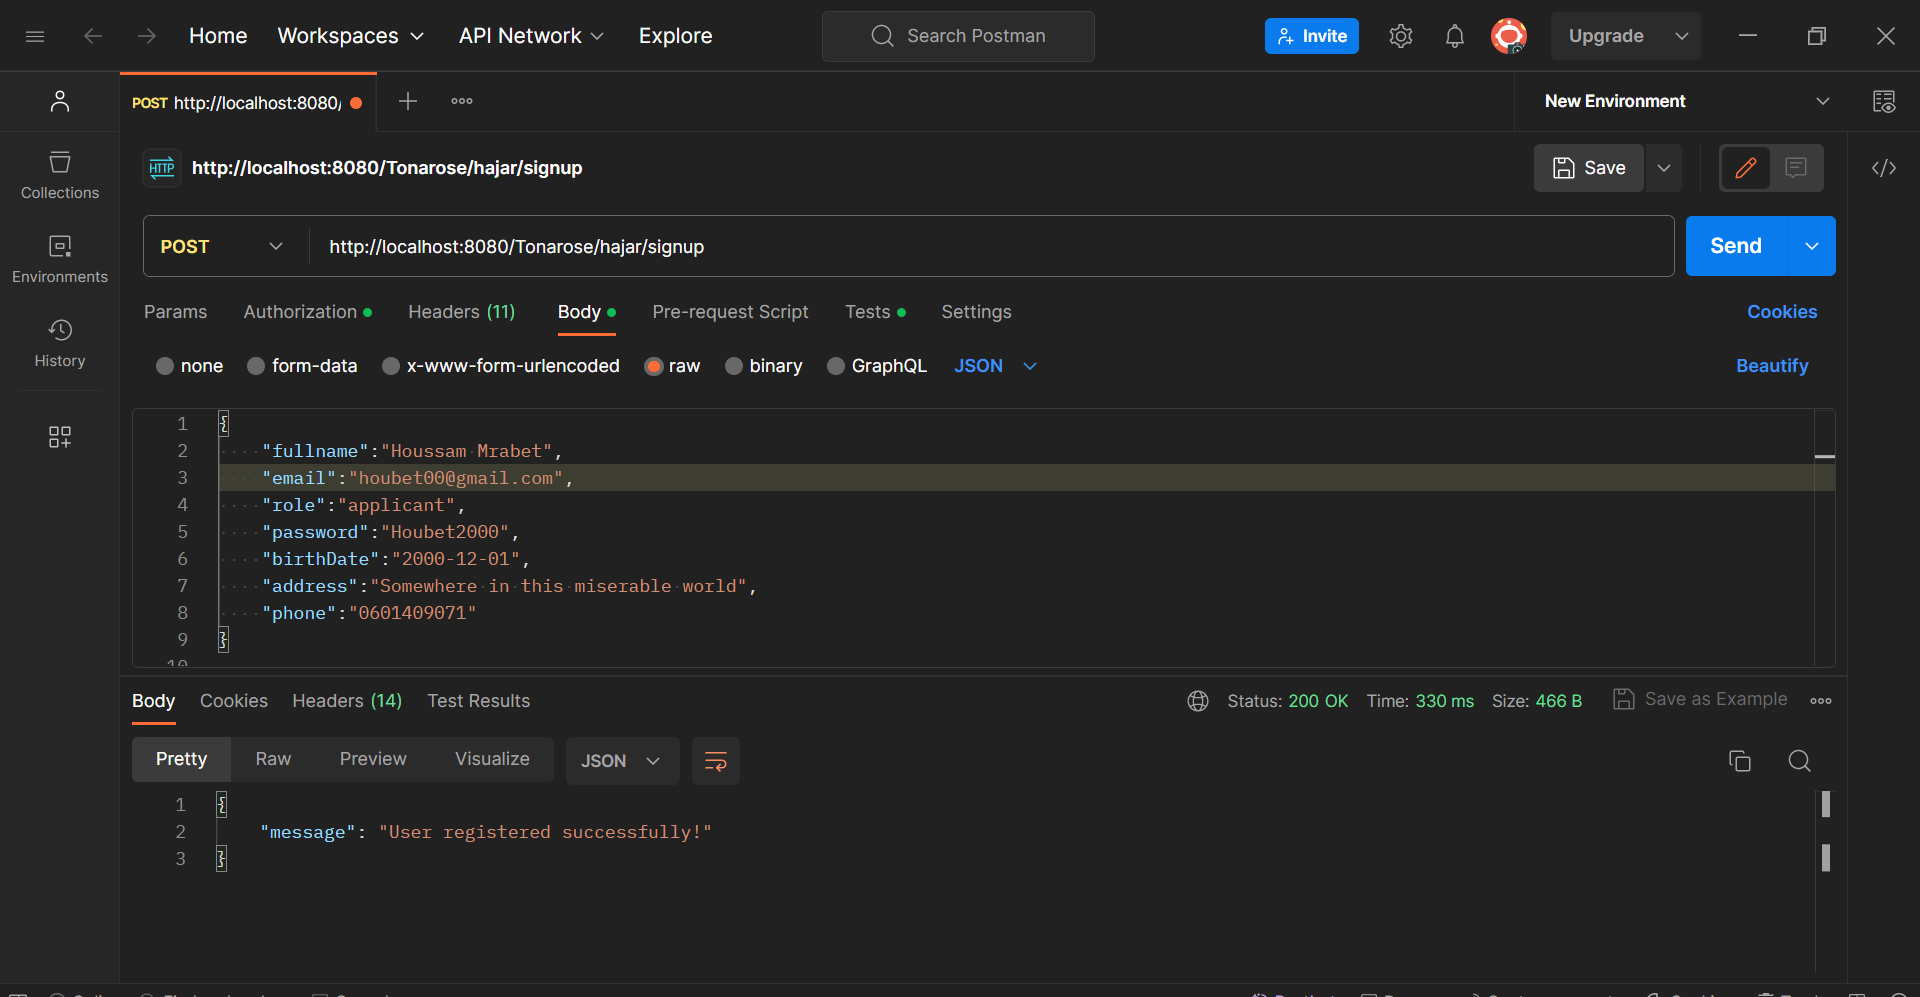 Home Workspaces API Network Explore Search Postman Invite Upgrade
POST http://localhost:8080/ New Environment
HTTP http://localhost:8080/Tonarose/hajar/signup Save
Collections
Environments
History
POST http://localhost:8080/Tonarose/hajar/signup Send
Params Authorization Headers (11) Body Pre-request Script Tests Settings Cookies
none form-data x-www-form-urlencoded raw binary GraphQL JSON Beautify
1 {
2 "fullname":"Houssam Mrabet",
3 "email":"houbet00@gmail.com",
4 "role":"applicant",
5 "password":"Houbet2000",
6 "birthDate":"2000-12-01",
7 "address":"Somewhere in this miserable world",
8 "phone":"0601409071"
9 }
10
Body Cookies Headers (14) Test Results Status: 200 OK Time: 330 ms Size: 466 B Save as Example
Pretty Raw Preview Visualize JSON
1 {
2 "message": "User registered successfully!"
3 }